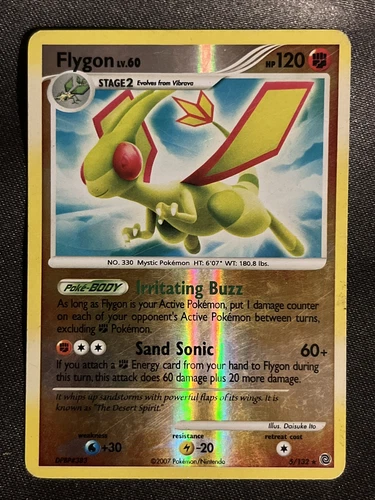 Flygon LV.60 HP 120
STAGE2 Evolves from Vibrava
NO. 330 Mystic Pokémon HT: 6'07" WT: 180.8 lbs.
Poké-BODY Irritating Buzz
As long as Flygon is your Active Pokémon, put 1 damage
counter on each of your opponent's Active Pokémon between turns,
excluding Pokémon.
Sand Sonic 60+
If you attach a Energy card from your hand to Flygon during
this turn, this attack does 60 damage plus 20 more damage.
It whips up sandstorms with powerful flaps of its wings. It is
known as "The Desert Spirit."
Illus. Daisuke Ito
weakness resistance retreat cost
+30 -20
©2007 Pokémon/Nintendo 5/132 ★